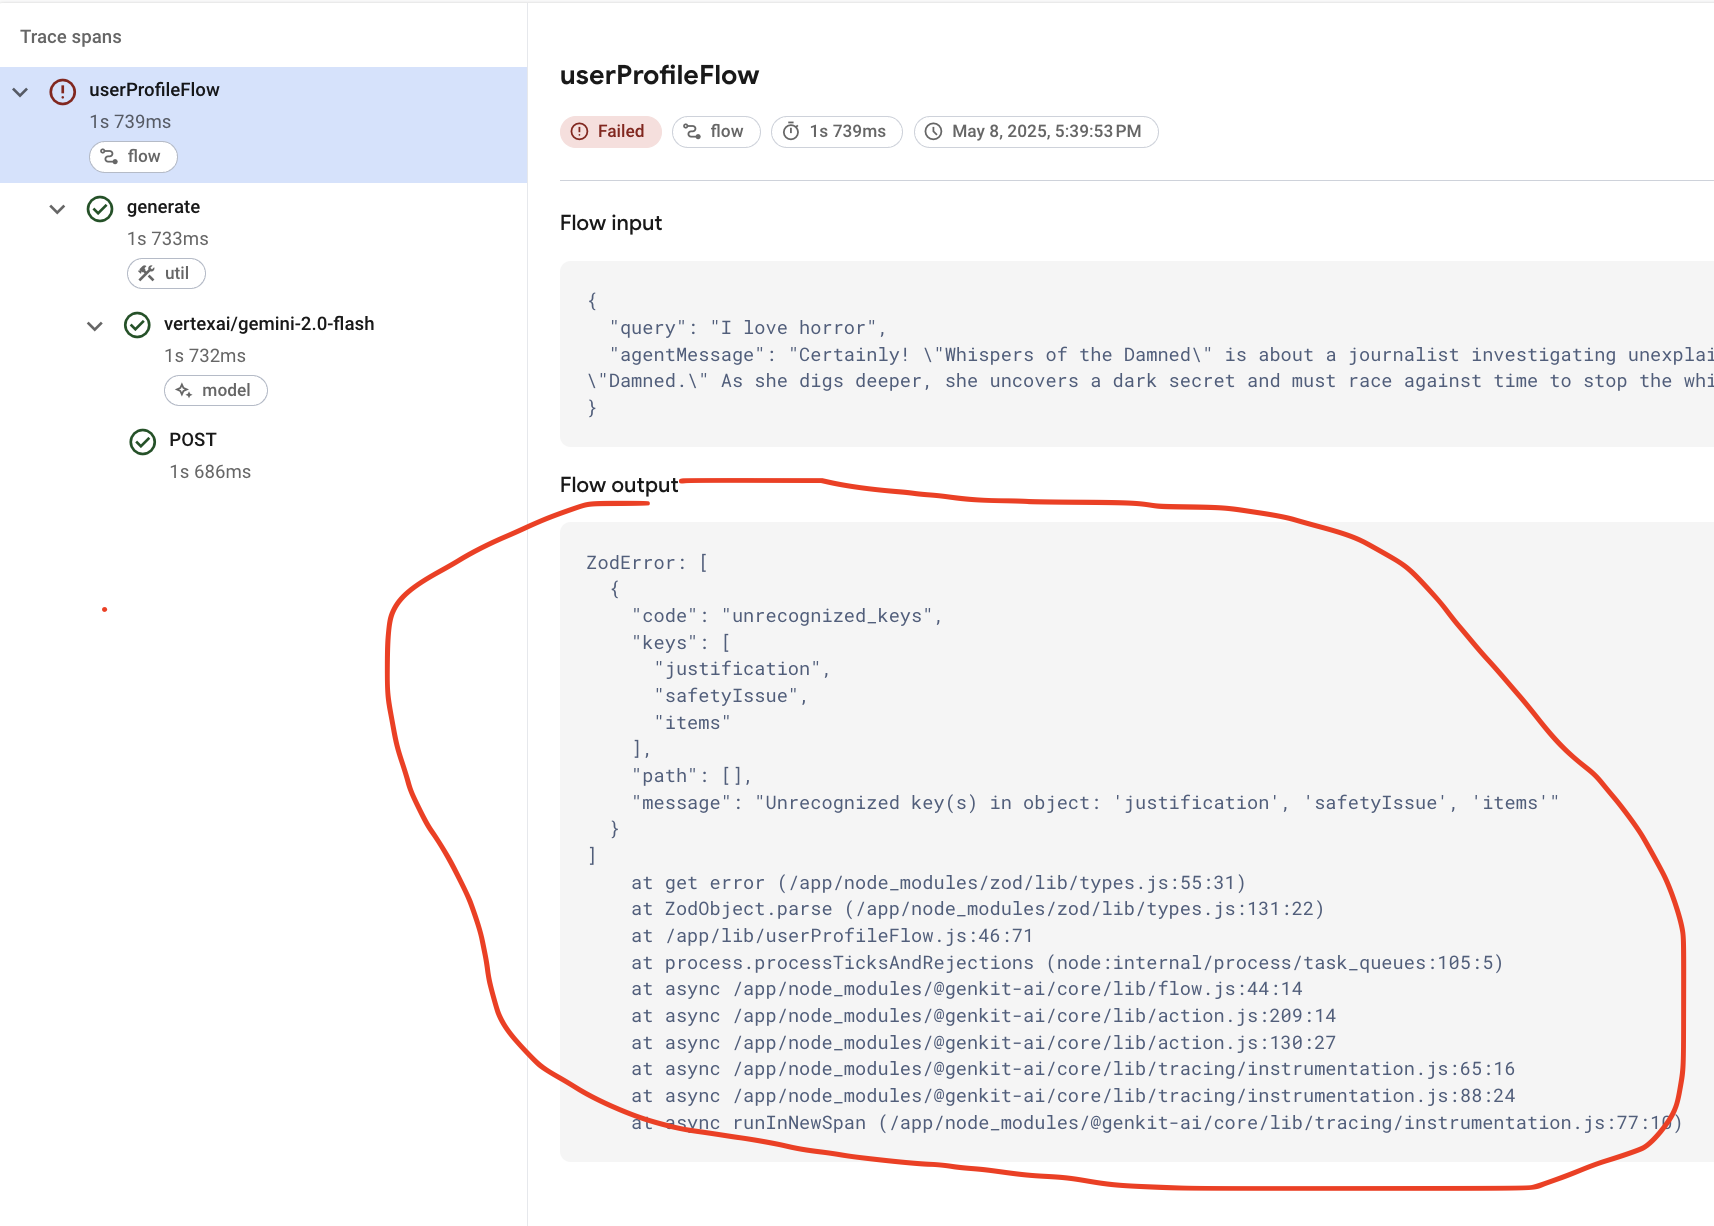 Trace spans
userProfileFlow
1s 739ms
flow
generate
1s 733ms
util
vertexai/gemini-2.0-flash
1s 732ms
model
POST
1s 686ms
userProfileFlow
Failed
flow
1s 739ms
May 8, 2025, 5:39:53 PM
Flow input
{
"query": "I love horror",
"agentMessage": "Certainly! \"Whispers of the Damned\" is about a journalist investigating
\"Damned.\" As she digs deeper, she uncovers a dark secret and must race against time to stop the
}
Flow output
ZodError: [
{
"code": "unrecognized_keys",
"keys": [
"justification",
"safetyIssue",
"items"
],
"path": [],
"message": "Unrecognized key(s) in object: 'justification', 'safetyIssue', 'items'"
}
]
at get error (/app/node_modules/zod/lib/types.js:55:31)
at ZodObject.parse (/app/node_modules/zod/lib/types.js:131:22)
at /app/lib/userProfileFlow.js:46:71
at process.processTicksAndRejections (node:internal/process/task_queues:105:5)
at async /app/node_modules/@genkit-ai/core/lib/flow.js:44:14
at async /app/node_modules/@genkit-ai/core/lib/action.js:209:14
at async /app/node_modules/@genkit-ai/core/lib/action.js:130:27
at async /app/node_modules/@genkit-ai/core/lib/tracing/instrumentation.js:65:16
at async /app/node_modules/@genkit-ai/core/lib/tracing/instrumentation.js:88:24
at async runInNewSpan (/app/node_modules/@genkit-ai/core/lib/tracing/instrumentation.js:77:10)